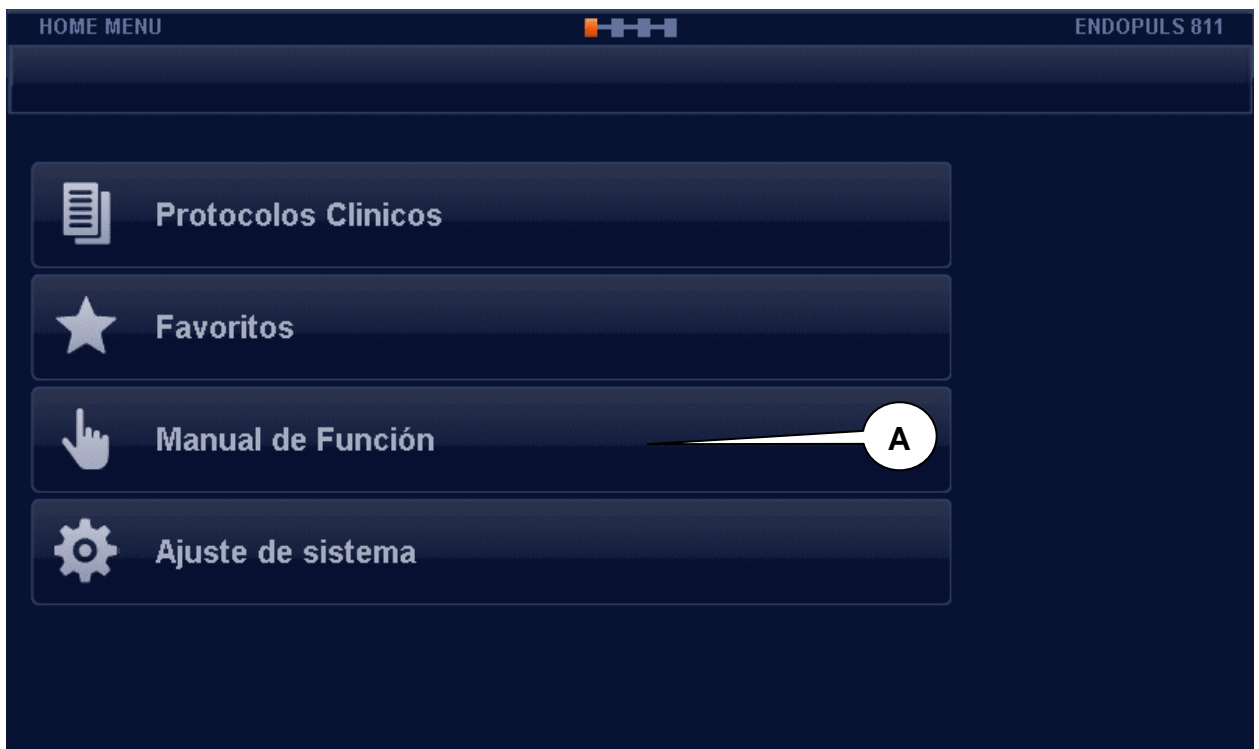 HOME MENU
ENDOPULS 811
Protocolos Clinicos
Favoritos
Manual de Función
A
Ajuste de sistema